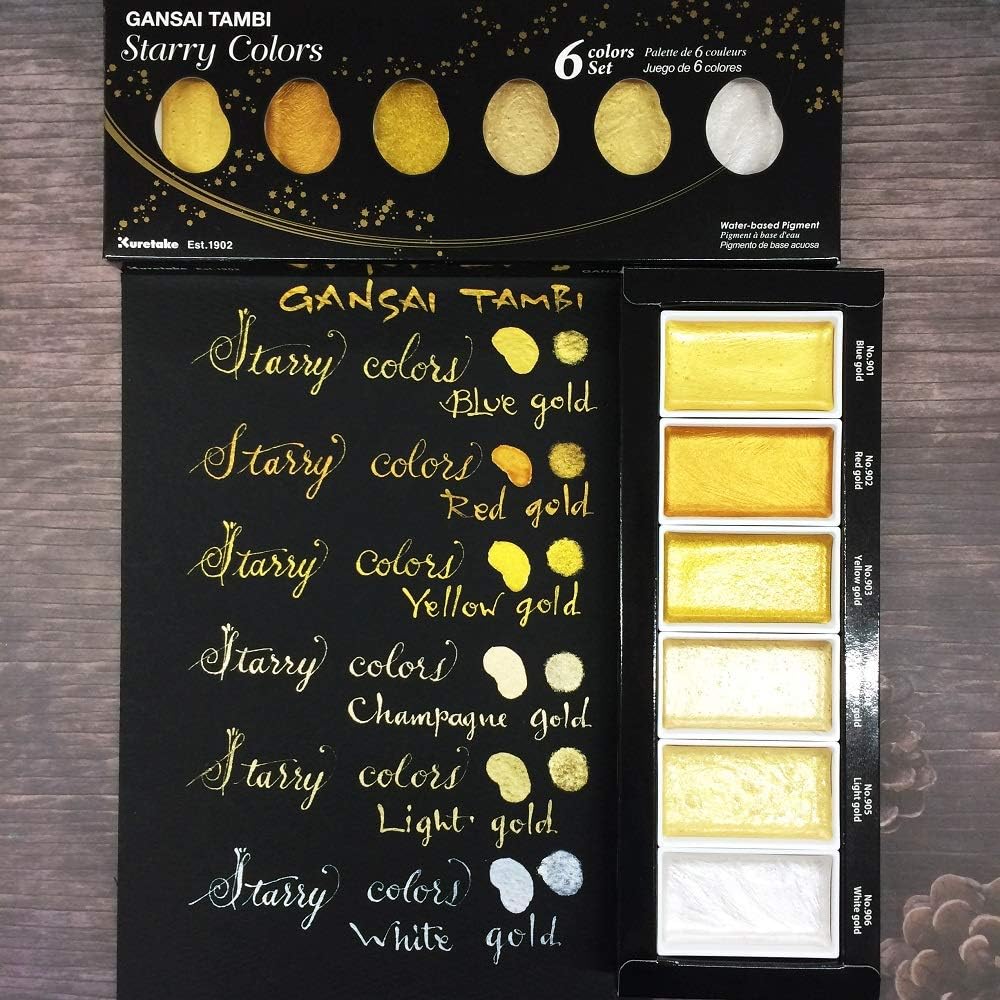 GANSAI TAMBI
Starry Colors
6 colors Set
Palette de 6 couleurs
Juego de 6 colores
Water-based Pigment
Pigment à base d'eau
Pigmento de base acuosa
Kuretake Est.1902
Kuretake Est.1902
GANSAI TAMBI
Starry colors
Blue gold
Starry colors
Red gold
Starry colors
Yellow gold
Starry colors
Champagne gold
Starry colors
Light gold
Starry colors
White gold
No.901
Blue gold
No.902
Red gold
No.903
Yellow gold
gold
No.905
Light gold
No.906
White gold